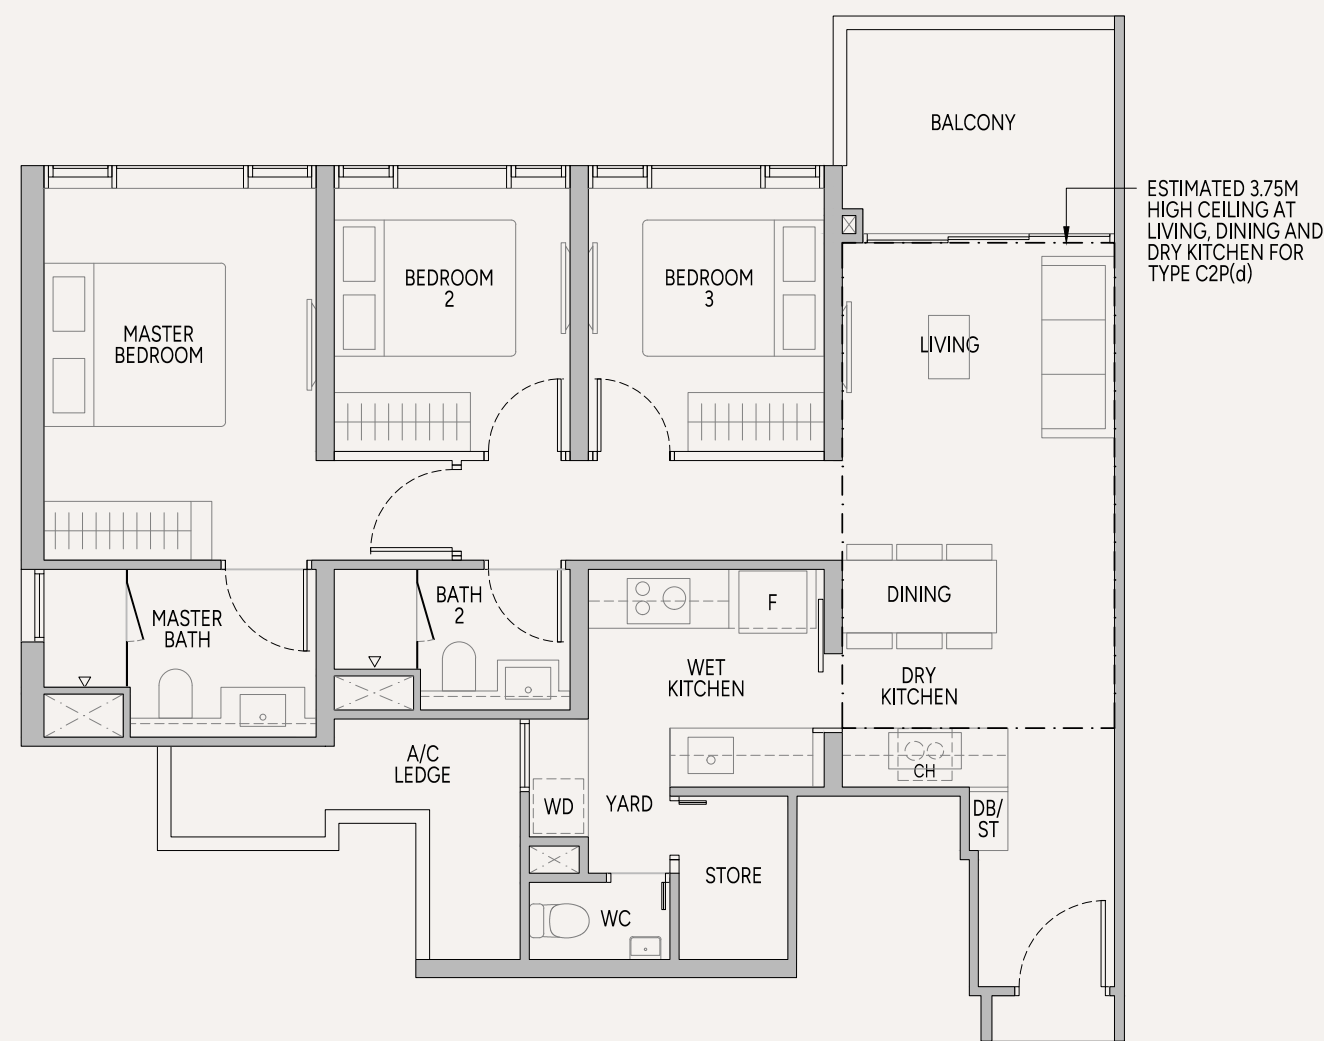 BALCONY
ESTIMATED 3.75M
HIGH CEILING AT
LIVING, DINING AND
DRY KITCHEN FOR
TYPE C2P(d)
MASTER
BEDROOM
BEDROOM
2
BEDROOM
3
LIVING
MASTER
BATH
BATH
2
F
DINING
WET
KITCHEN
DRY
KITCHEN
A/C
LEDGE
CH
WD
YARD
DB/
ST
STORE
WC